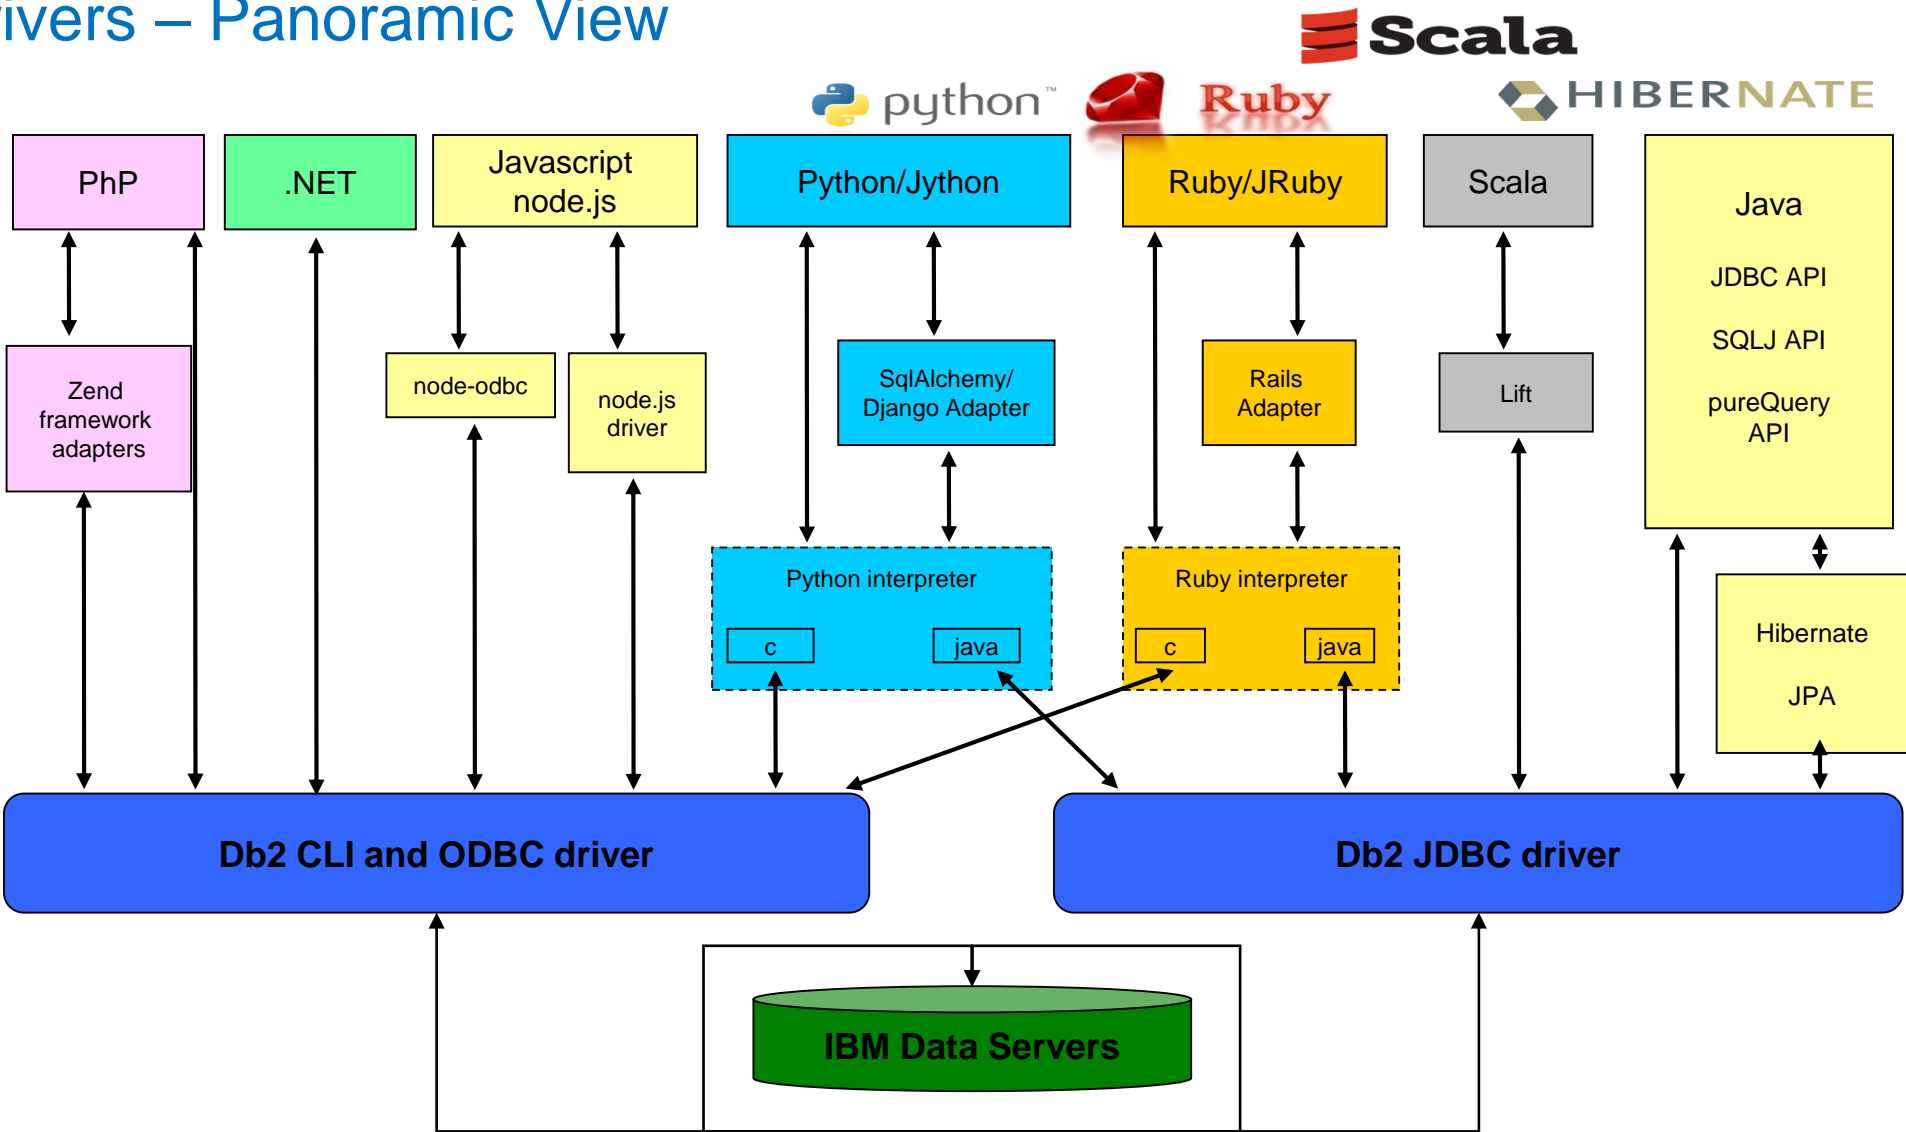 rivers – Panoramic View
Scala
python™
Ruby
HIBERNATE
PhP
.NET
Javascript
node.js
Python/Jython
Ruby/JRuby
Scala
Java
JDBC API
SQLJ API
pureQuery
API
Zend
framework
adapters
node-odbc
node.js
driver
SqlAlchemy/
Django Adapter
Rails
Adapter
Lift
Python interpreter
c
java
Ruby interpreter
c
java
Hibernate
JPA
Db2 CLI and ODBC driver
Db2 JDBC driver
IBM Data Servers